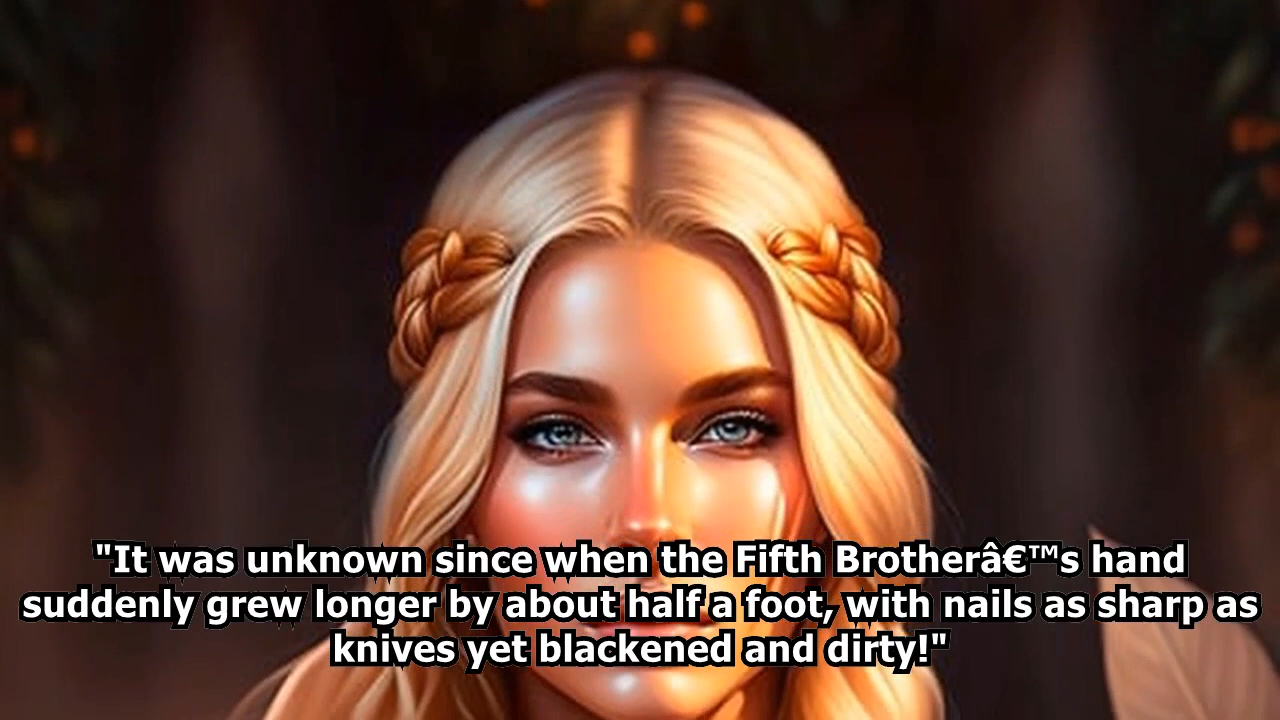 "It was unknown since when the Fifth Brotherâ€™s hand
suddenly grew longer by about half a foot, with nails as sharp as
knives yet blackened and dirty!"